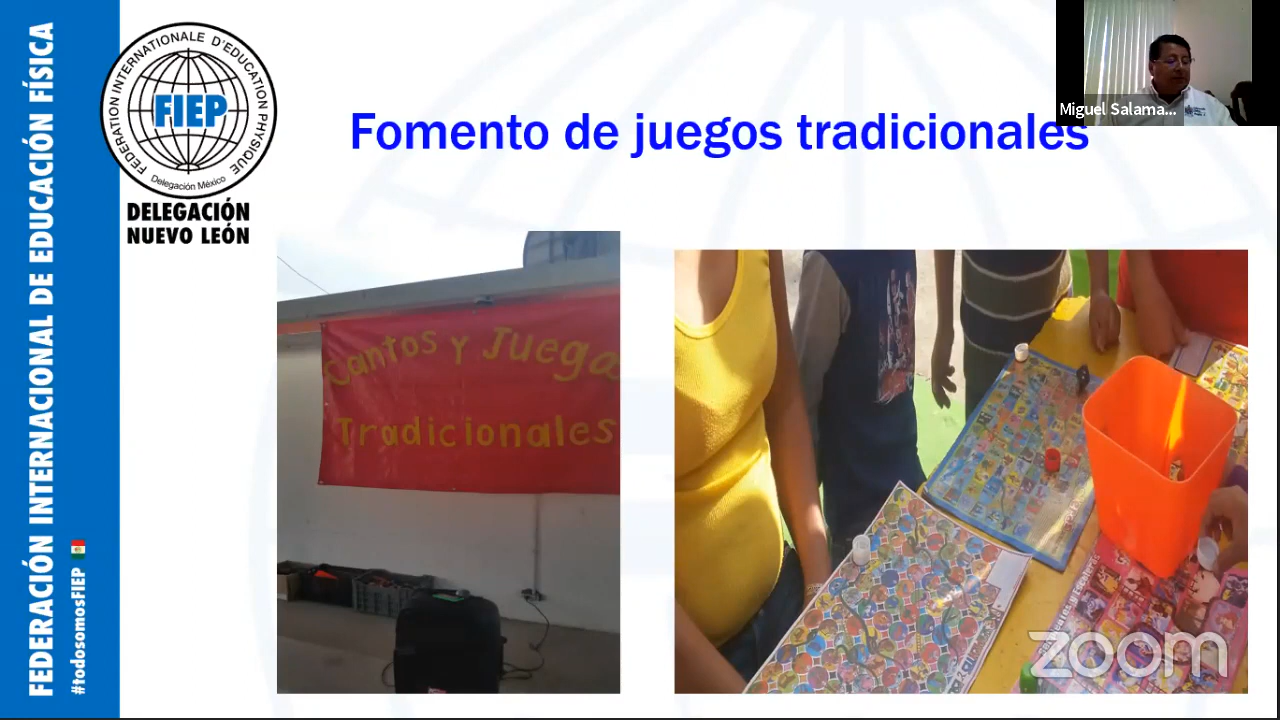 FEDERACIÓN INTERNACIONAL DE EDUCACIÓN FÍSICA
#todosomosFIEP
FEDERATION INTERNATIONALE D'EDUCATION PHYSIQUE
FIEP
Delegación México
DELEGACIÓN
NUEVO LEÓN
Fomento de juegos tradicionales
Miguel Salama...
Cantos y Juego
Tradicionales
zoom